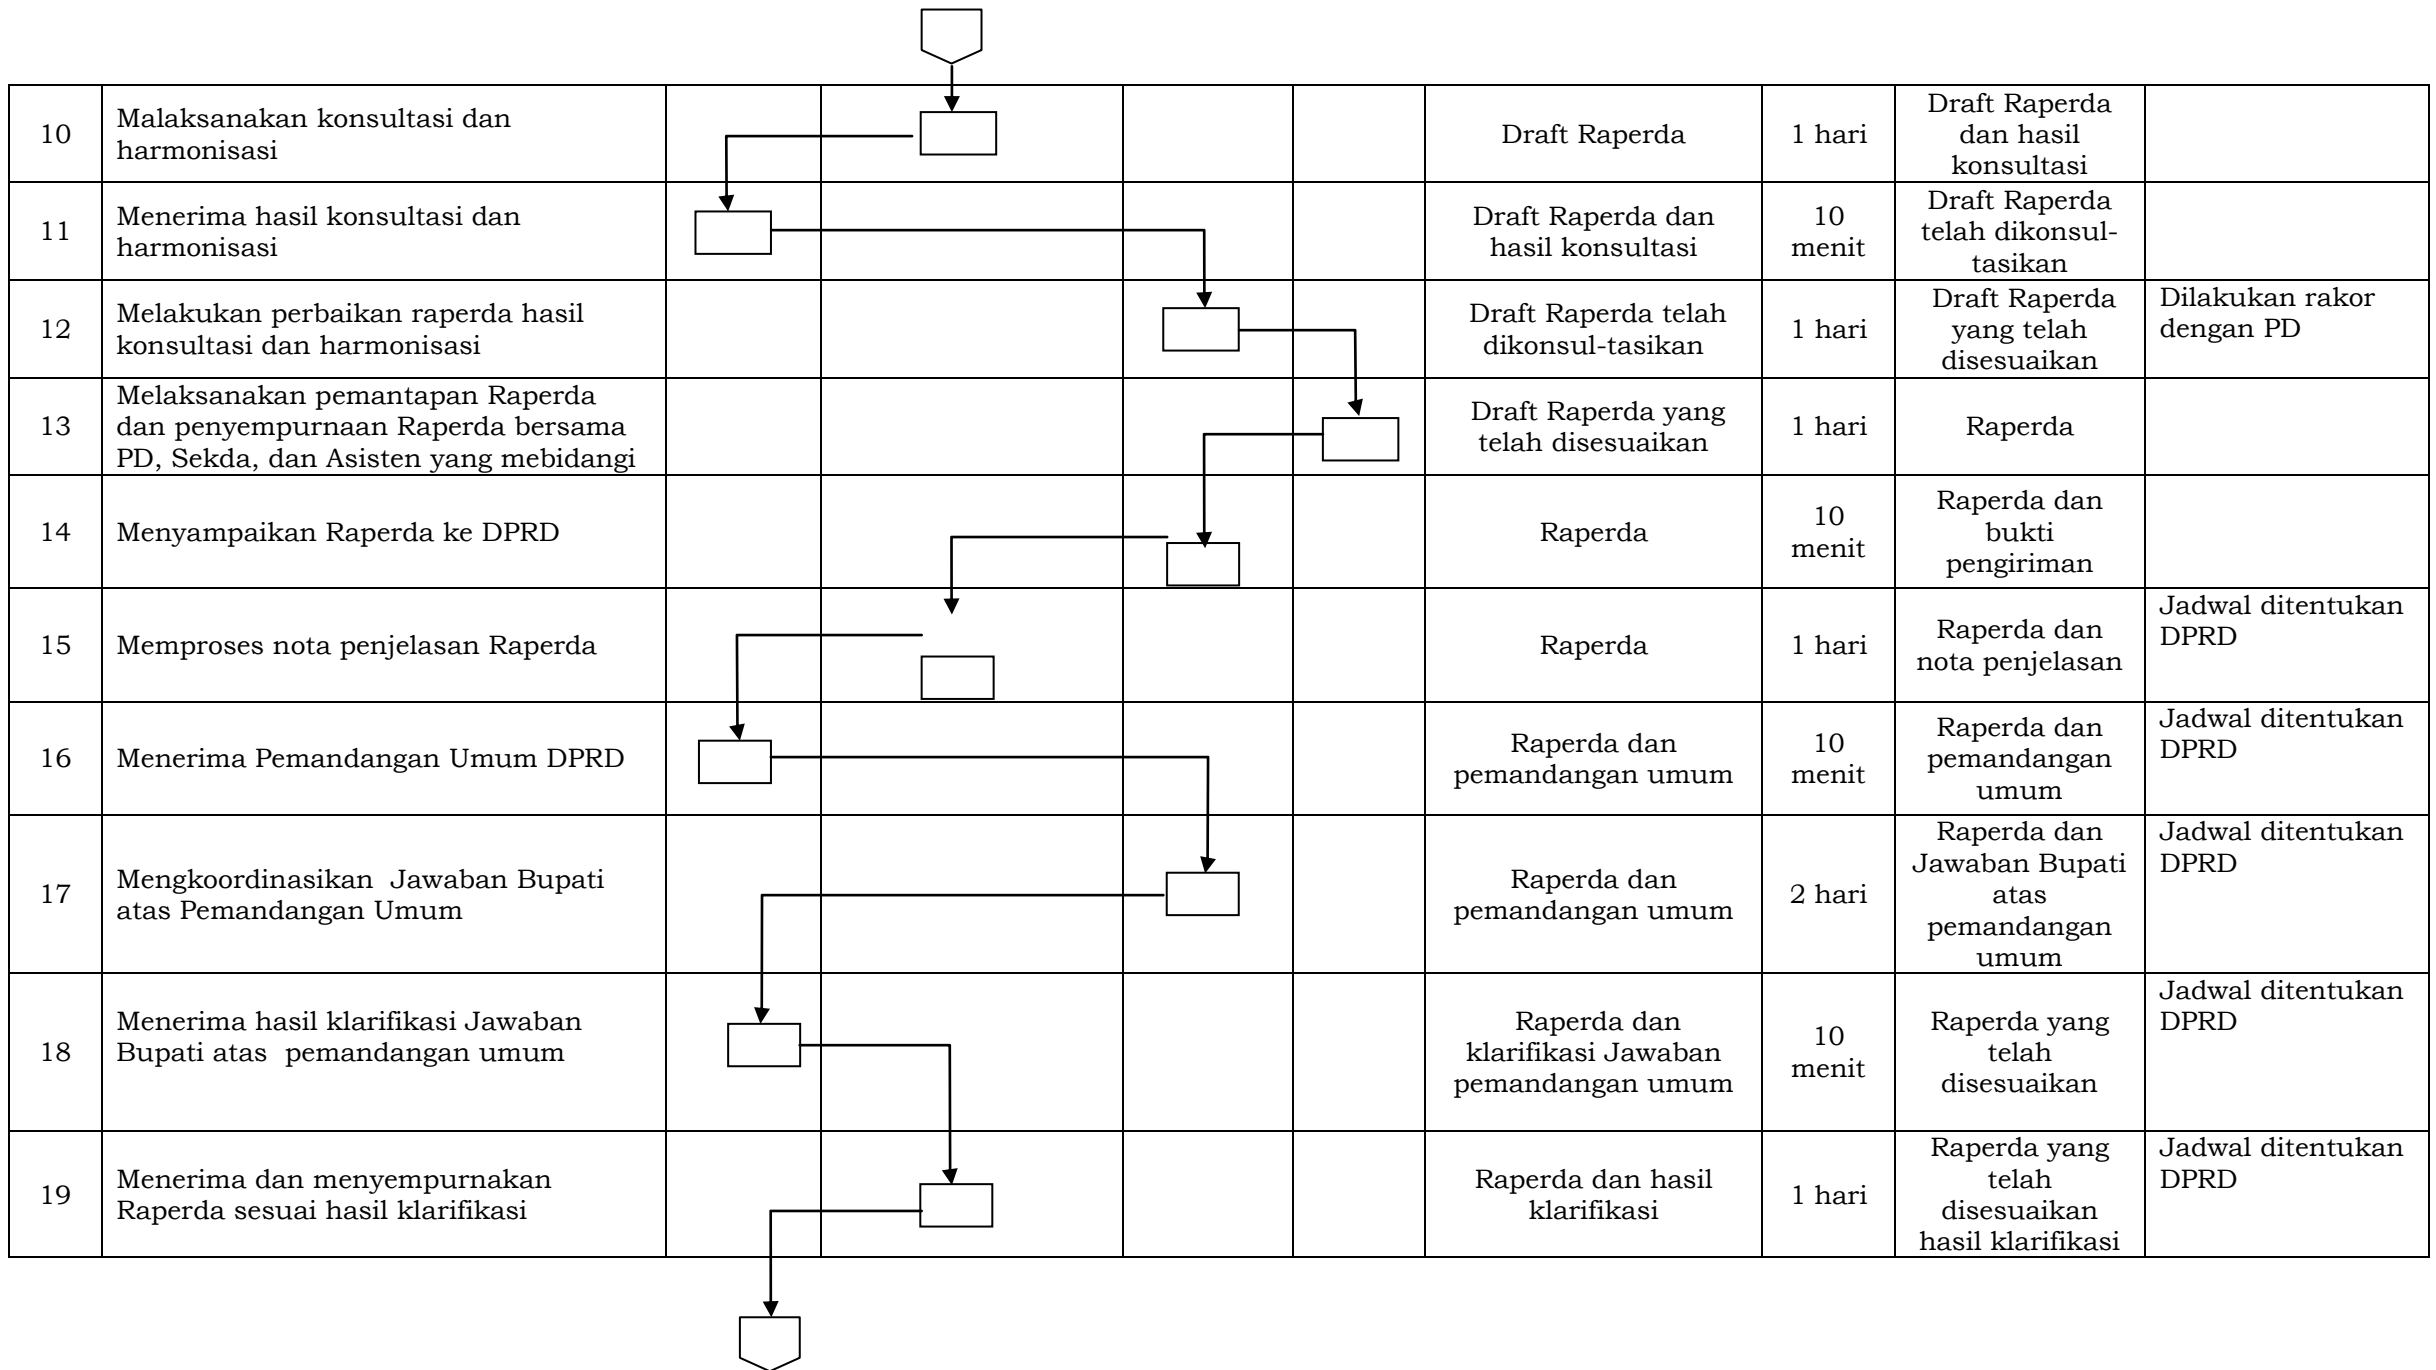 10
Malaksanakan konsultasi dan
harmonisasi
Draft Raperda
1 hari
Draft Raperda
dan hasil
konsultasi
11
Menerima hasil konsultasi dan
harmonisasi
Draft Raperda dan
hasil konsultasi
10
menit
Draft Raperda
telah dikonsul-
tasikan
12
Melakukan perbaikan raperda hasil
konsultasi dan harmonisasi
Draft Raperda telah
dikonsul-tasikan
1 hari
Draft Raperda
yang telah
disesuaikan
Dilakukan rakor
dengan PD
13
Melaksanakan pemantapan Raperda
dan penyempurnaan Raperda bersama
PD, Sekda, dan Asisten yang mebidangi
Draft Raperda yang
telah disesuaikan
1 hari
Raperda
14
Menyampaikan Raperda ke DPRD
Raperda
10
menit
Raperda dan
bukti
pengiriman
15
Memproses nota penjelasan Raperda
Raperda
1 hari
Raperda dan
nota penjelasan
Jadwal ditentukan
DPRD
16
Menerima Pemandangan Umum DPRD
Raperda dan
pemandangan umum
10
menit
Raperda dan
pemandangan
umum
Jadwal ditentukan
DPRD
17
Mengkoordinasikan  Jawaban Bupati
atas Pemandangan Umum
Raperda dan
pemandangan umum
2 hari
Raperda dan
Jawaban Bupati
atas
pemandangan
umum
Jadwal ditentukan
DPRD
18
Menerima hasil klarifikasi Jawaban
Bupati atas  pemandangan umum
Raperda dan
klarifikasi Jawaban
pemandangan umum
10
menit
Raperda yang
telah
disesuaikan
Jadwal ditentukan
DPRD
19
Menerima dan menyempurnakan
Raperda sesuai hasil klarifikasi
Raperda dan hasil
klarifikasi
1 hari
Raperda yang
telah
disesuaikan
hasil klarifikasi
Jadwal ditentukan
DPRD